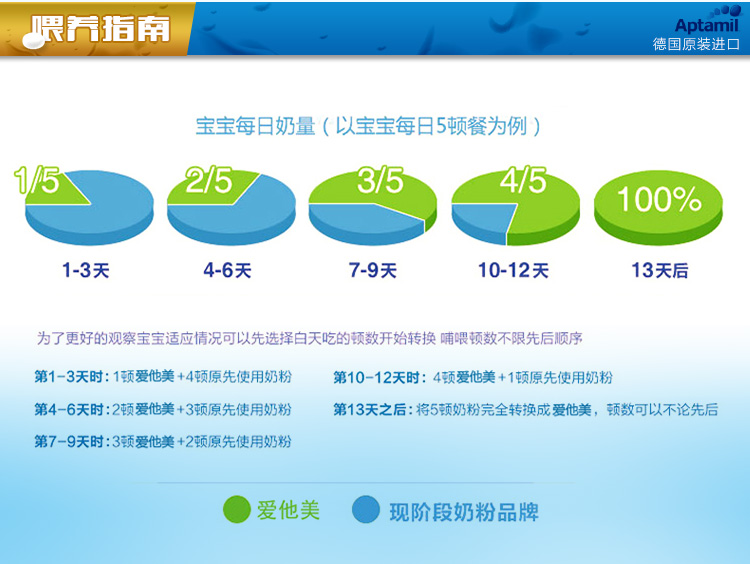 喂养指南
Aptamil
德国原装进口
宝宝每日奶量（以宝宝每日5顿餐为例）
1/5 2/5 3/5 4/5 100%
1-3天 4-6天 7-9天 10-12天 13天后
为了更好的观察宝宝适应情况可以先选择白天吃的顿数开始转换 哺喂顿数不限先后顺序
第1-3天时：1顿爱他美+4顿原先使用奶粉
第4-6天时：2顿爱他美+3顿原先使用奶粉
第7-9天时：3顿爱他美+2顿原先使用奶粉
第10-12天时：4顿爱他美+1顿原先使用奶粉
第13天之后：将5顿奶粉完全转换成爱他美，顿数可以不论先后
爱他美 现阶段奶粉品牌